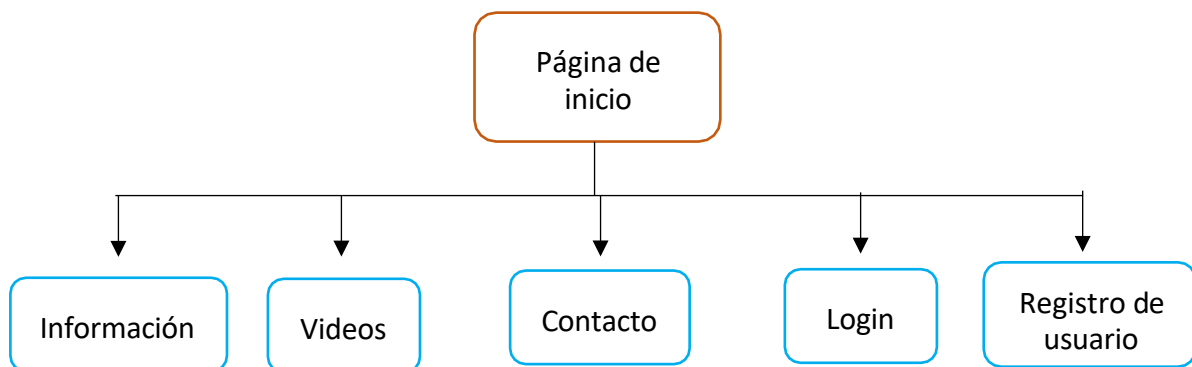 Página de
inicio
Información
Videos
Contacto
Login
Registro de
usuario